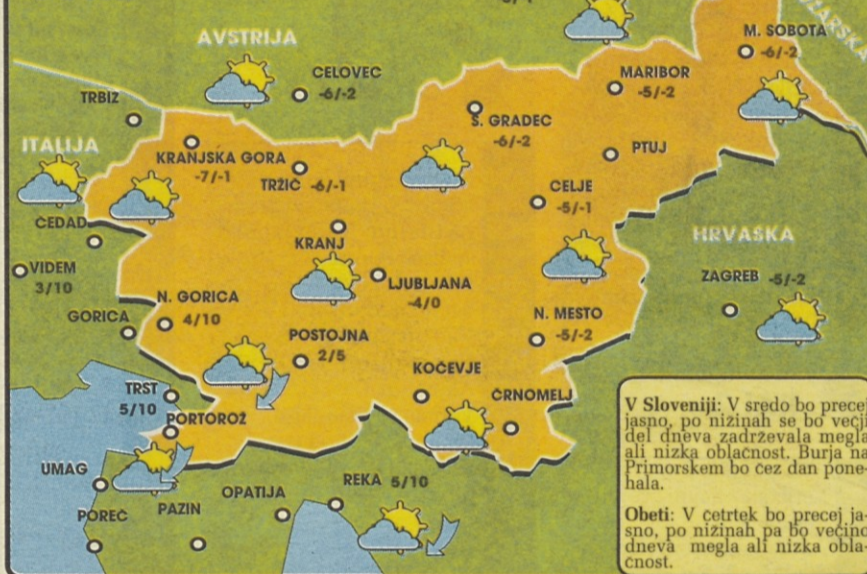 AVSTRIJA
M. SOBOTA
-6/-2
CELOVEC
-6/-2
MARIBOR
-5/-2
TRBIŽ
S. GRADEC
-6/-2
ITALIJA
KRANJSKA GORA
-7/-1
TRŽIČ -6/-1
PTUJ
CELJE
-5/-1
ČEDAD
KRANJ
HRVAŠKA
VIDEM
3/10
LJUBLJANA
-4/0
ZAGREB -5/-2
N. GORICA
4/10
GORICA
N. MESTO
-5/-2
POSTOJNA
2/5
KOČEVJE
TRST
5/10
ČRNOMELJ
PORTOROŽ
UMAG
REKA 5/10
OPATIJA
PAZIN
POREČ
V Sloveniji: V sredo bo precej
jasno, po nižinah se bo večji
del dneva zadrževala megla
ali nizka oblačnost. Burja na
Primorskem bo čez dan pone-
hala.
Obeti: V četrtek bo precej ja-
sno, po nižinah pa bo večino
dneva megla ali nizka obla-
čnost.